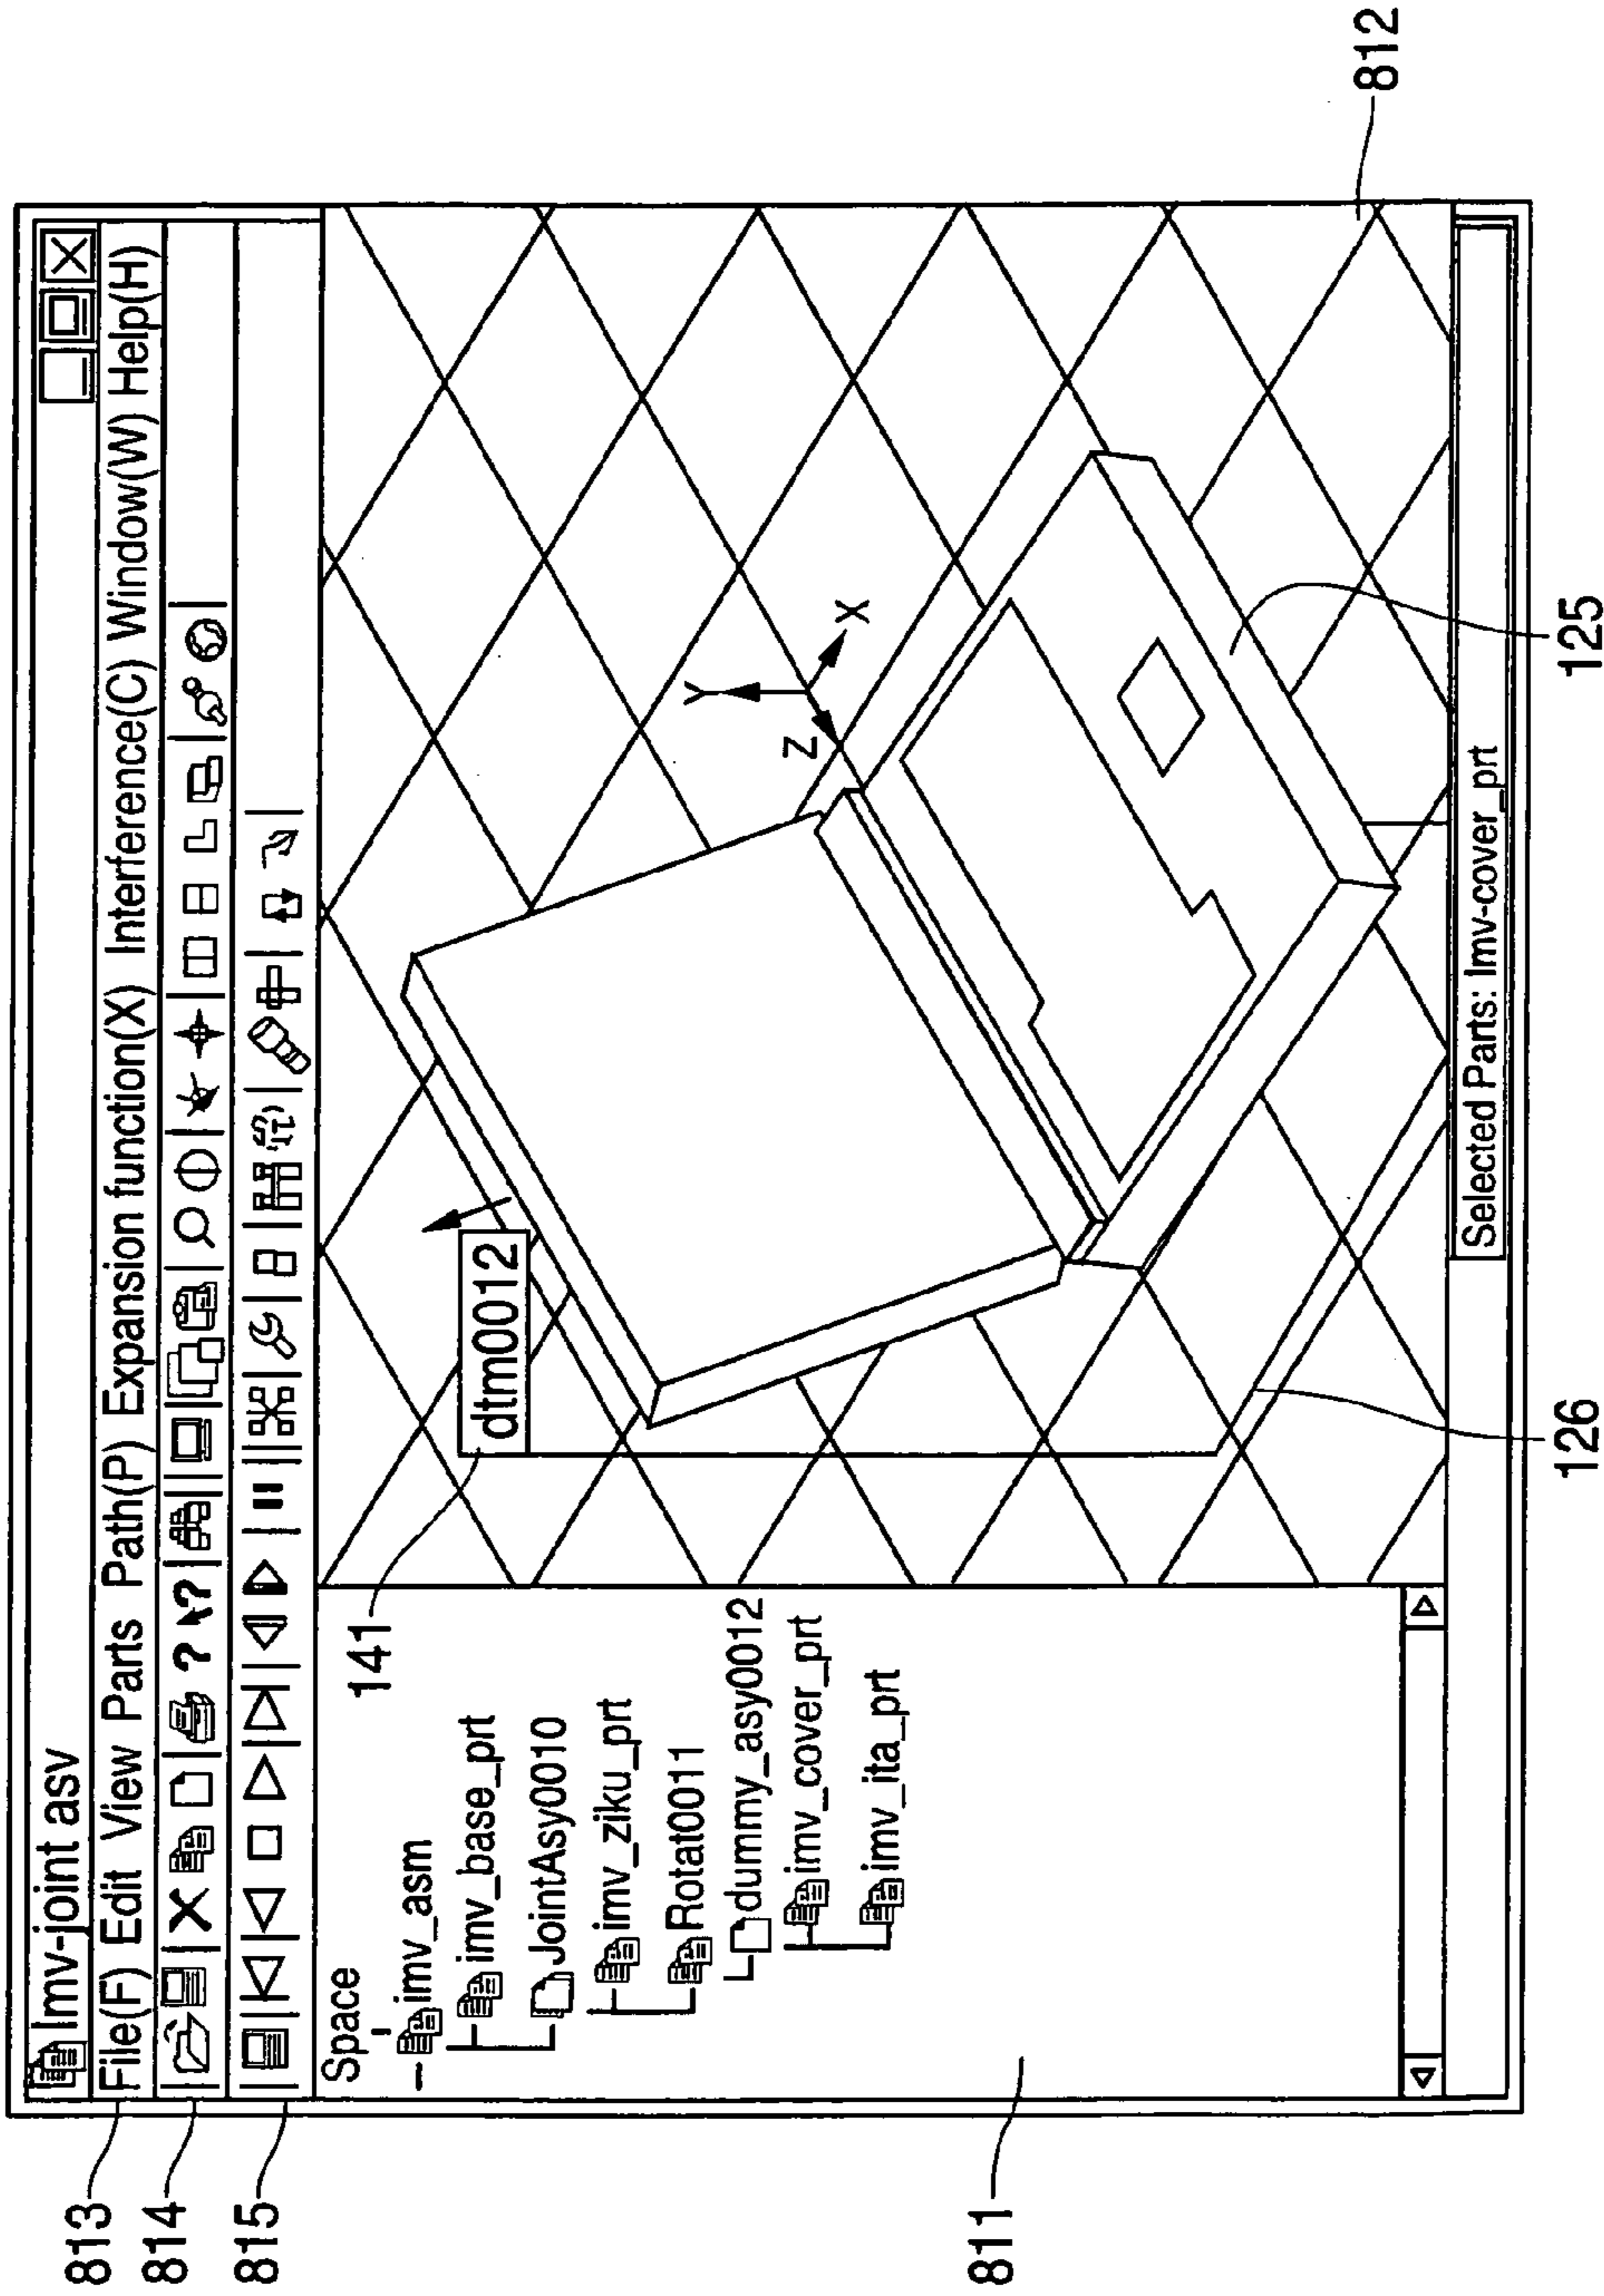 Imv-joint asv
File(F) Edit View Parts Path(P) Expansion function(X) Interference(C) Window(W) Help(H)
813
814
815
? ?
Space
imv_asm
imv_base_prt
JointAsy0010
imv_ziku_prt
Rotat0011
dummy_asy0012
imv_cover_prt
imv_ita_prt
141
dtm0012
Y
Z
X
811
812
Selected Parts: Imv-cover_prt
126
125